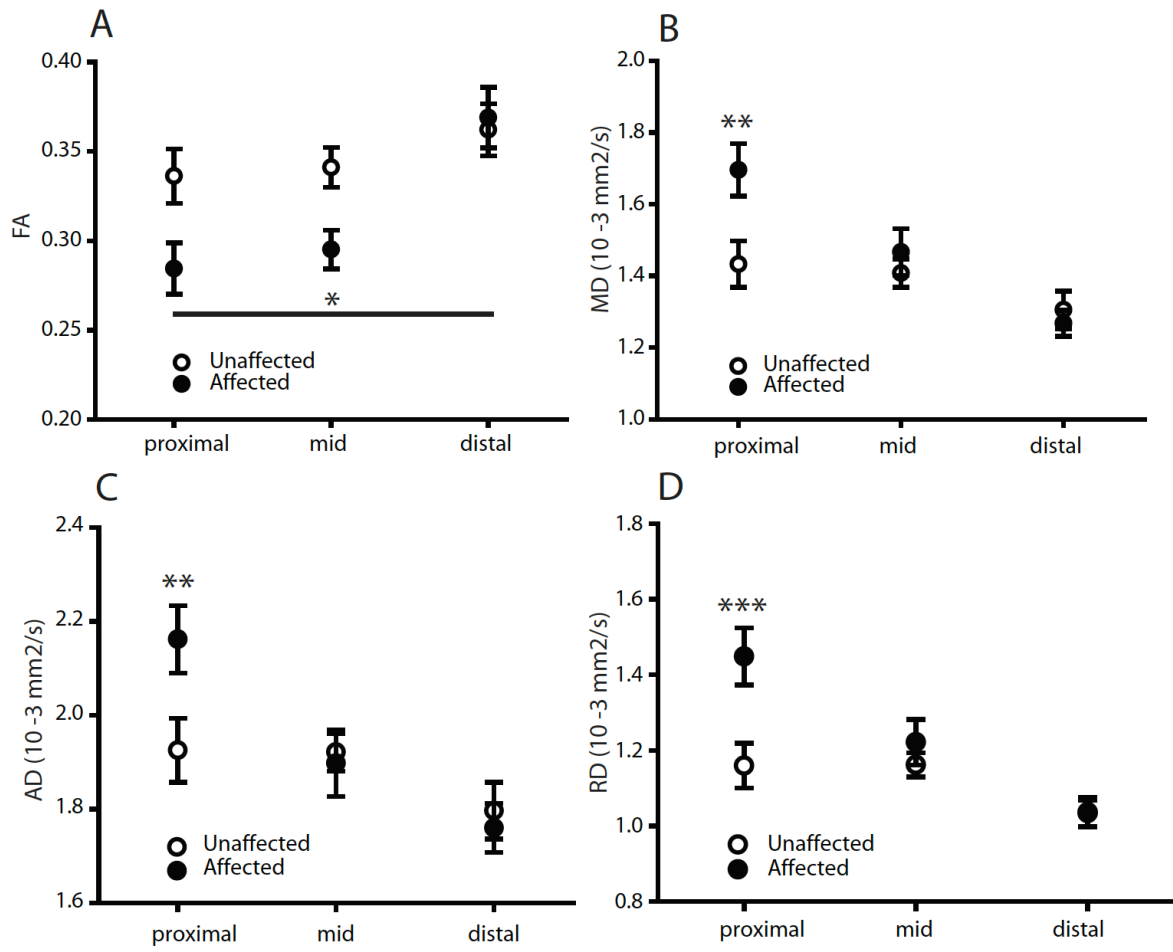 A
0.40
0.35
0.30
0.25
0.20
FA
*
Unaffected
Affected
proximal mid distal
B
2.0
1.8
1.6
1.4
1.2
1.0
MD (10 -3 mm2/s)
**
Unaffected
Affected
proximal mid distal
C
2.4
2.2
2.0
1.8
1.6
AD (10 -3 mm2/s)
**
Unaffected
Affected
proximal mid distal
D
1.8
1.6
1.4
1.2
1.0
0.8
RD (10 -3 mm2/s)
***
Unaffected
Affected
proximal mid distal